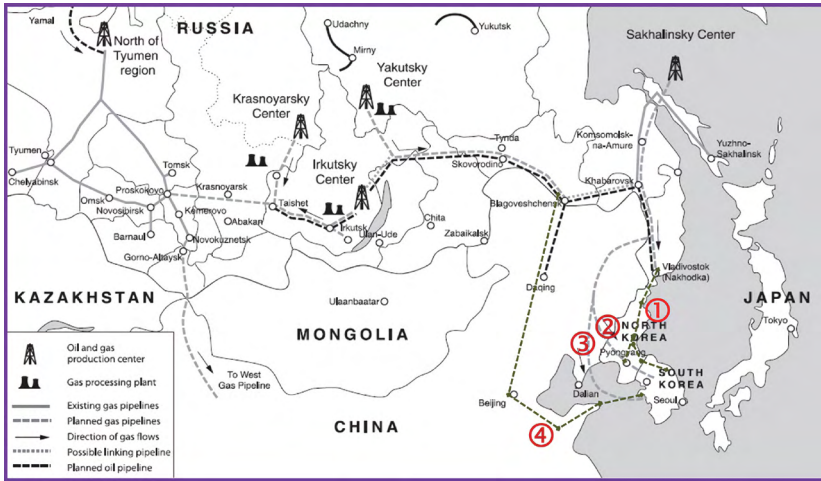 Yamal
North of
Tyumen
region
RUSSIA
Udachny
Mirny
Yukutsk
Sakhalinsky Center
Yakutsky
Center
Krasnoyarsky
Center
Irkutsky
Center
Tyumen
Chelyabinsk
Tomsk
Proskokovo
Krasnoyarsk
Omsk
Novosibirsk
Kemerovo
Abakan
Taishet
Barnaul
Novokuznetsk
Gorno-Altaysk
Irkutsk
Ulan-Ude
Chita
Zabaikalsk
Tynda
Skovorodino
Blagoveshchensk
Komsomolsk-
na-Amure
Khabarovsk
Yuzhno-
Sakhalinsk
Vladivostok
(Nakhodka)
Daqing
KAZAKHSTAN
Ulaanbaatar
MONGOLIA
JAPAN
Tokyo
①
②
NORTH
KOREA
③
Pyongyang
SOUTH
KOREA
Seoul
Dalian
Beijing
④
CHINA
To West
Gas Pipeline
Oil and gas
production center
Gas processing plant
Existing gas pipelines
Planned gas pipelines
Direction of gas flows
Possible linking pipeline
Planned oil pipeline